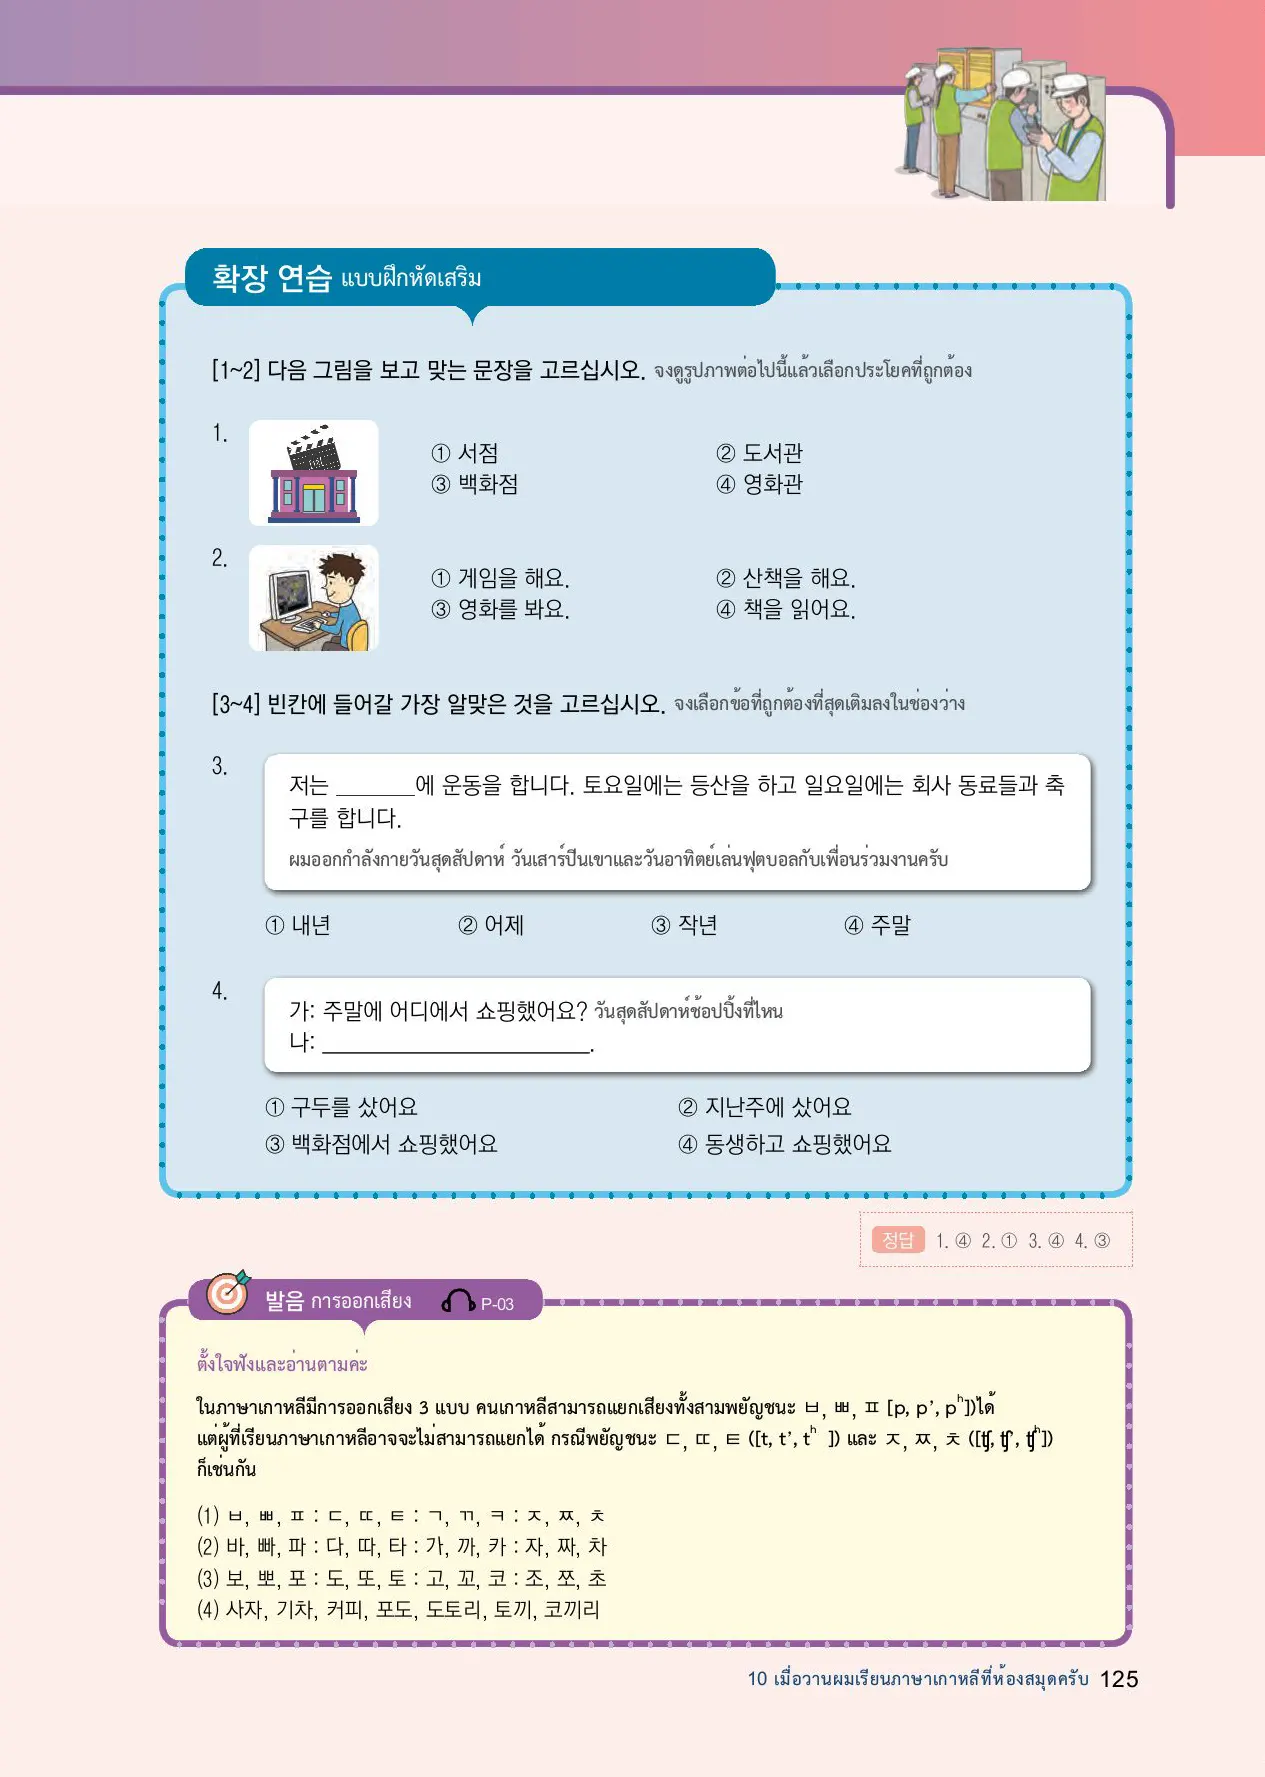 확장 연습 แบบฝึกหัดเสริม
[1~2] 다음 그림을 보고 맞는 문장을 고르십시오. จงดูรูปภาพต่อไปนี้แล้วเลือกประโยคที่ถูกต้อง
1.
① 서점 ② 도서관
③ 백화점 ④ 영화관
2.
① 게임을 해요. ② 산책을 해요.
③ 영화를 봐요. ④ 책을 읽어요.
[3~4] 빈칸에 들어갈 가장 알맞은 것을 고르십시오. จงเลือกข้อที่ถูกต้องที่สุดเติมลงในช่องว่าง
3.
저는 _______에 운동을 합니다. 토요일에는 등산을 하고 일요일에는 회사 동료들과 축
구를 합니다.
ผมออกกำลังกายวันสุดสัปดาห์ วันเสาร์ปีนเขาและวันอาทิตย์เล่นฟุตบอลกับเพื่อนร่วมงานครับ
① 내년 ② 어제 ③ 작년 ④ 주말
4.
가: 주말에 어디에서 쇼핑했어요? วันสุดสัปดาห์ช้อปปิ้งที่ไหน
나: ________________________.
① 구두를 샀어요 ② 지난주에 샀어요
③ 백화점에서 쇼핑했어요 ④ 동생하고 쇼핑했어요
정답 1. ④ 2. ① 3. ④ 4. ③
발음 การออกเสียง P-03
ตั้งใจฟังและอ่านตามค่ะ
ในภาษาเกาหลีมีการออกเสียง 3 แบบ คนเกาหลีสามารถแยกเสียงทั้งสามพยัญชนะ ㅂ, ㅃ, ㅍ [p, p’, pʰ])ได้
แต่ผู้ที่เรียนภาษาเกาหลีอาจจะไม่สามารถแยกได้ กรณีพยัญชนะ ㄷ, ㄸ, ㅌ ([t, t’, tʰ ]) และ ㅈ, ㅉ, ㅊ ([ʧ, ʧ’, ʧʰ])
ก็เช่นกัน
(1) ㅂ, ㅃ, ㅍ : ㄷ, ㄸ, ㅌ : ㄱ, ㄲ, ㅋ : ㅈ, ㅉ, ㅊ
(2) 바, 빠, 파 : 다, 따, 타 : 가, 까, 카 : 자, 짜, 차
(3) 보, 뽀, 포 : 도, 또, 토 : 고, 꼬, 코 : 조, 쪼, 초
(4) 사자, 기차, 커피, 포도, 도토리, 토끼, 코끼리
10 เมื่อวานผมเรียนภาษาเกาหลีที่ห้องสมุดครับ 125